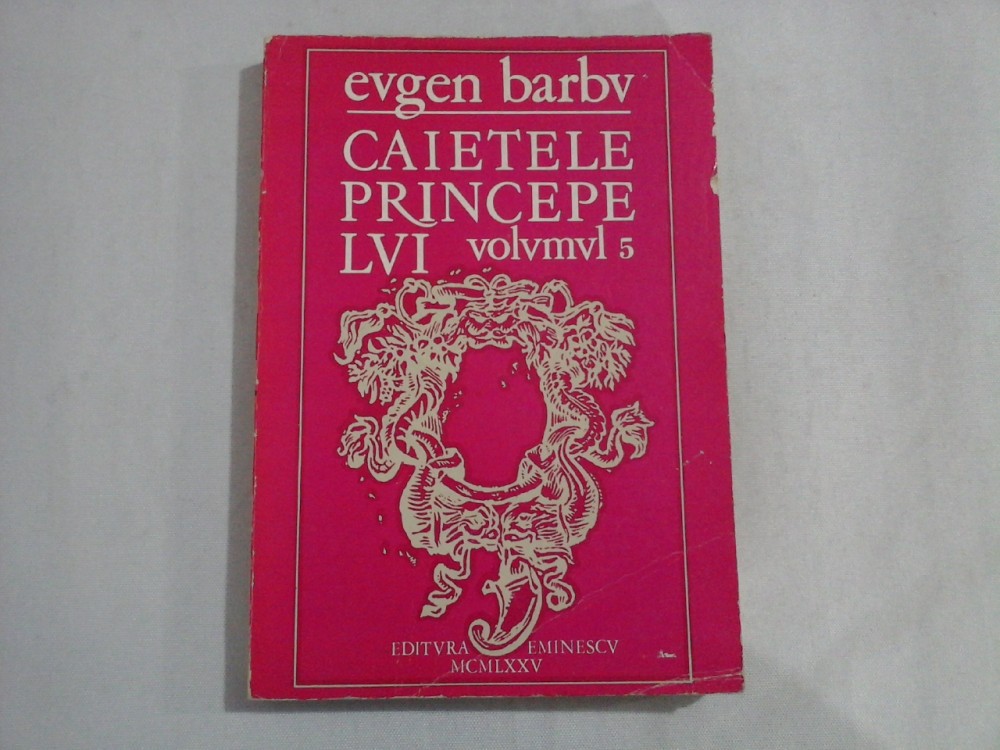 evgen barbv
CAIETELE
PRINCEPE
LVI volvmvl 5
EDITVRA EMINESCV
MCMLXXV